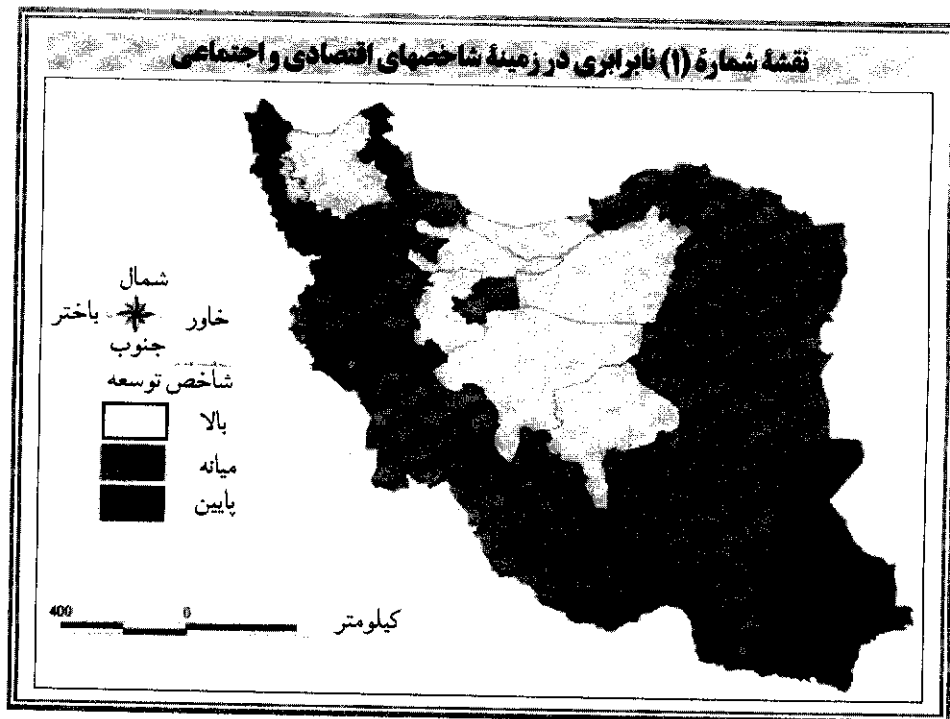 نقشهٔ شمارهٔ (۱) نابرابری در زمینهٔ شاخصهای اقتصادی و اجتماعی
شمال
خاور
باختر
جنوب
شاخص توسعه
بالا
میانه
پایین
400
0
کیلومتر